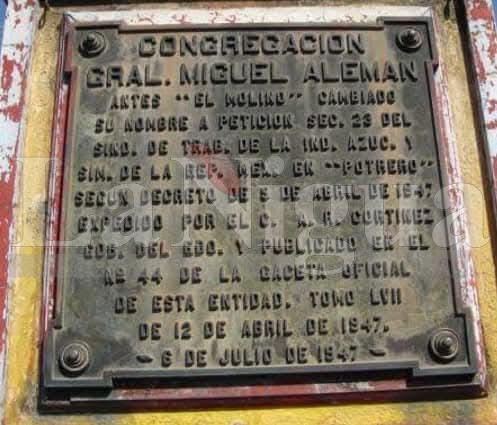 CONGREGACION
GRAL. MIGUEL ALEMAN
ANTES "EL MOLINO" CAMBIADO
SU NOMBRE A PETICION SEC. 23 DEL
SIND. DE TRAB. DE LA IND. AZUC. Y
SIM. DE LA REP. MEX. EN "POTRERO"
SEGUN DECRETO DE 5 DE ABRIL DE 1947
EXPEDIDO POR EL C. A. R. CORTINEZ
GOB. DEL EDO. Y PUBLICADO EN EL
Nº 44 DE LA GACETA OFICIAL
DE ESTA ENTIDAD. TOMO LVII
DE 12 DE ABRIL DE 1947.
- 6 DE JULIO DE 1947 -
LaNigua